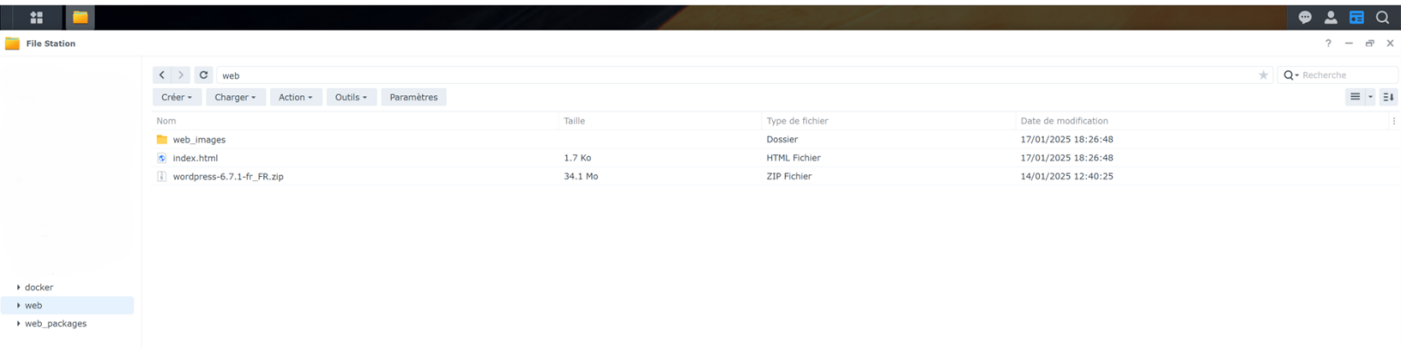 File Station
?
web
Recherche
Créer Charger Action Outils Paramètres
Nom Taille Type de fichier Date de modification
web_images Dossier 17/01/2025 18:26:48
index.html 1.7 Ko HTML Fichier 17/01/2025 18:26:48
wordpress-6.7.1-fr_FR.zip 34.1 Mo ZIP Fichier 14/01/2025 12:40:25
docker
web
web_packages